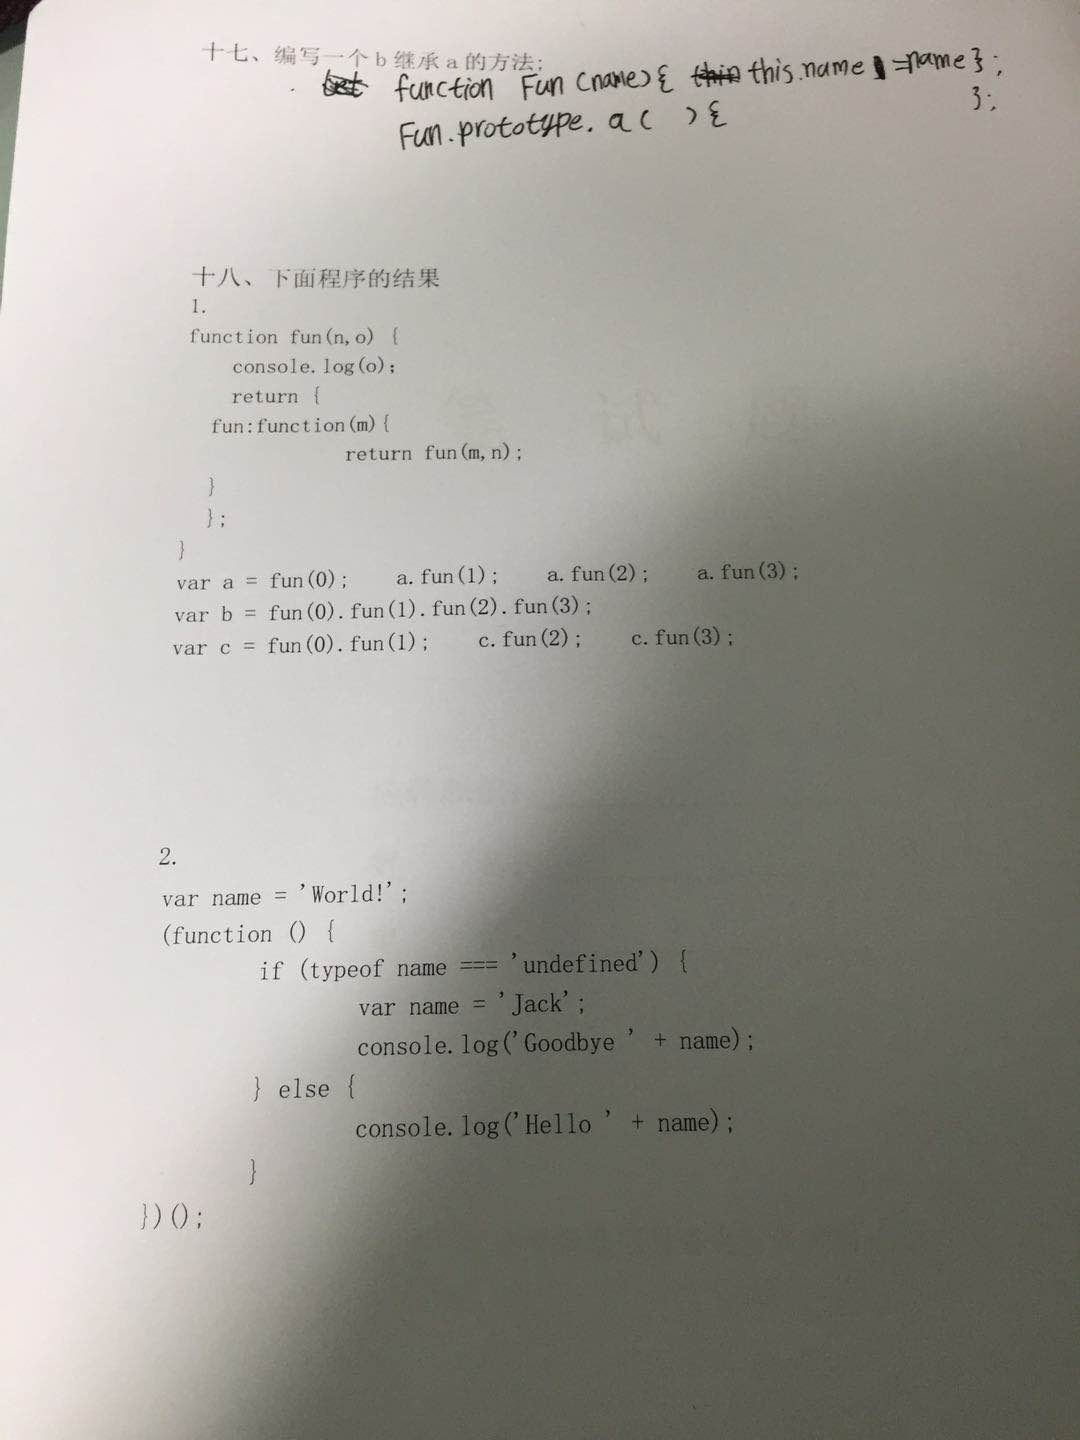 十七、编写一个b继承a的方法;
function Fun (name) { this.name =name } ;
Fun.prototype. a ( ) { } ;
十八、下面程序的结果
1.
function fun(n,o) {
console.log(o);
return {
fun:function(m){
return fun(m,n);
}
};
}
var a = fun(0); a.fun(1); a.fun(2); a.fun(3);
var b = fun(0).fun(1).fun(2).fun(3);
var c = fun(0).fun(1); c.fun(2); c.fun(3);
2.
var name = 'World!';
(function () {
if (typeof name === 'undefined') {
var name = 'Jack';
console.log('Goodbye ' + name);
} else {
console.log('Hello ' + name);
}
})();